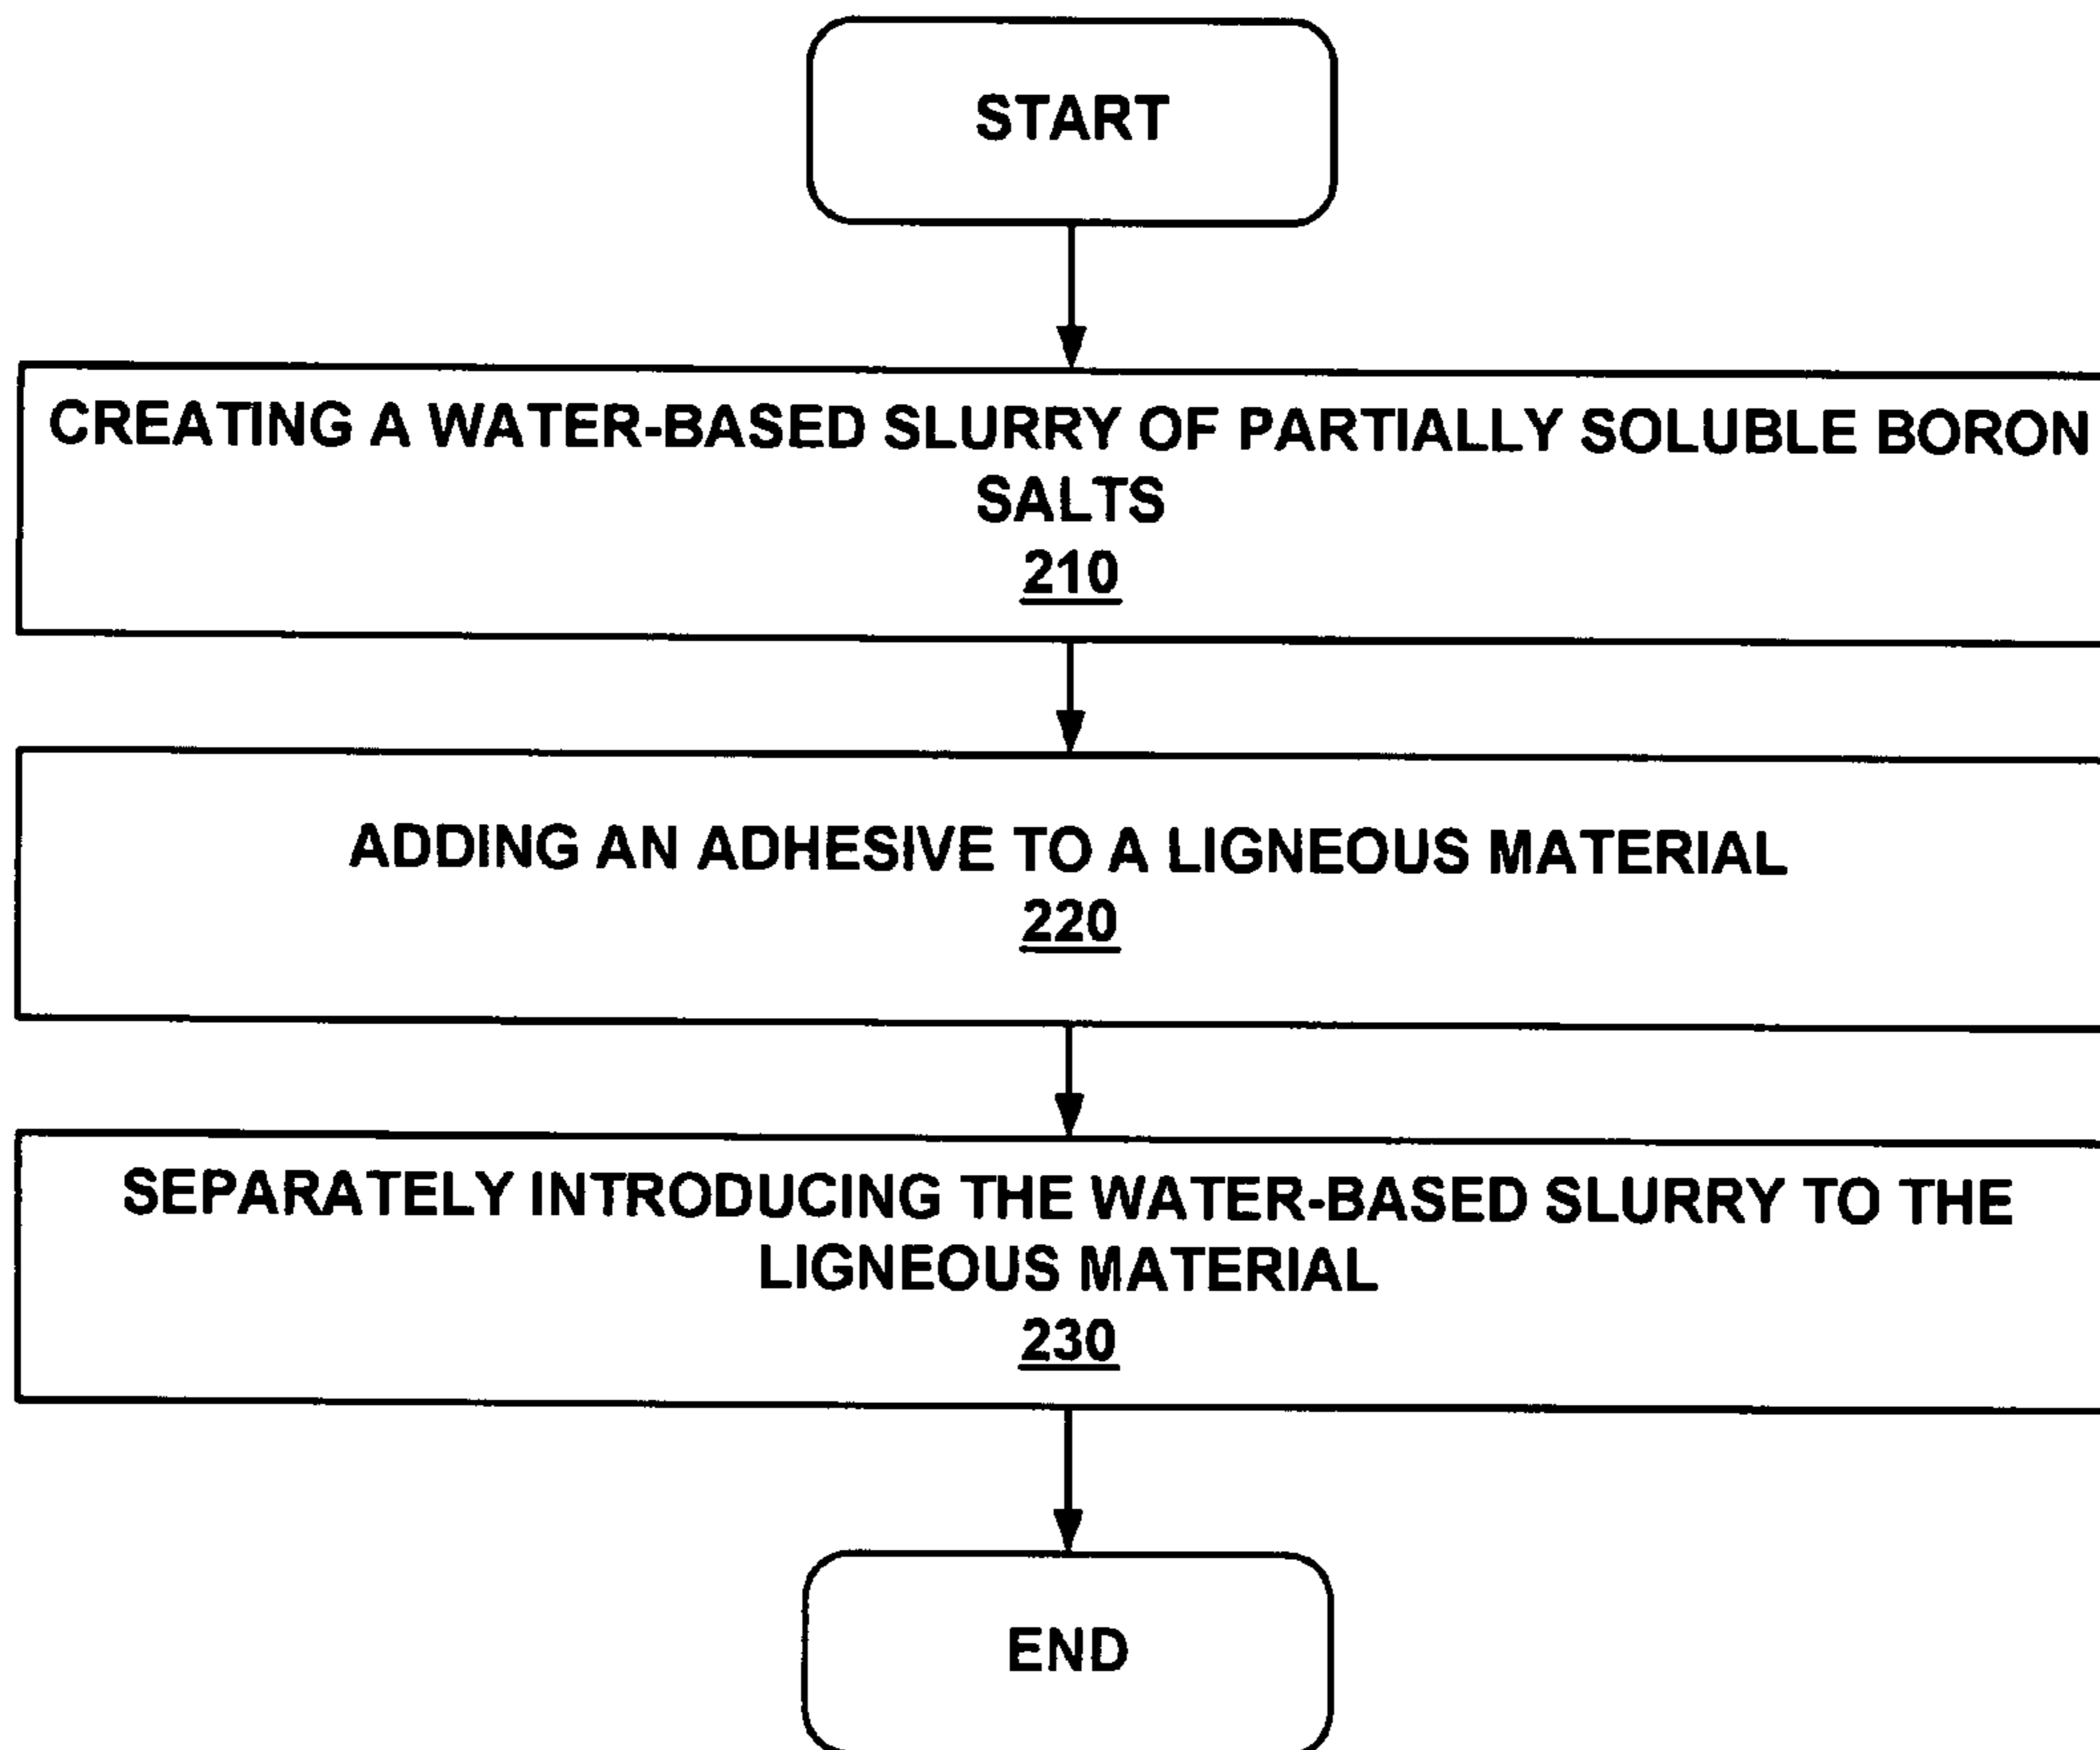 START
CREATING A WATER-BASED SLURRY OF PARTIALLY SOLUBLE BORON
SALTS
210
ADDING AN ADHESIVE TO A LIGNEOUS MATERIAL
220
SEPARATELY INTRODUCING THE WATER-BASED SLURRY TO THE
LIGNEOUS MATERIAL
230
END